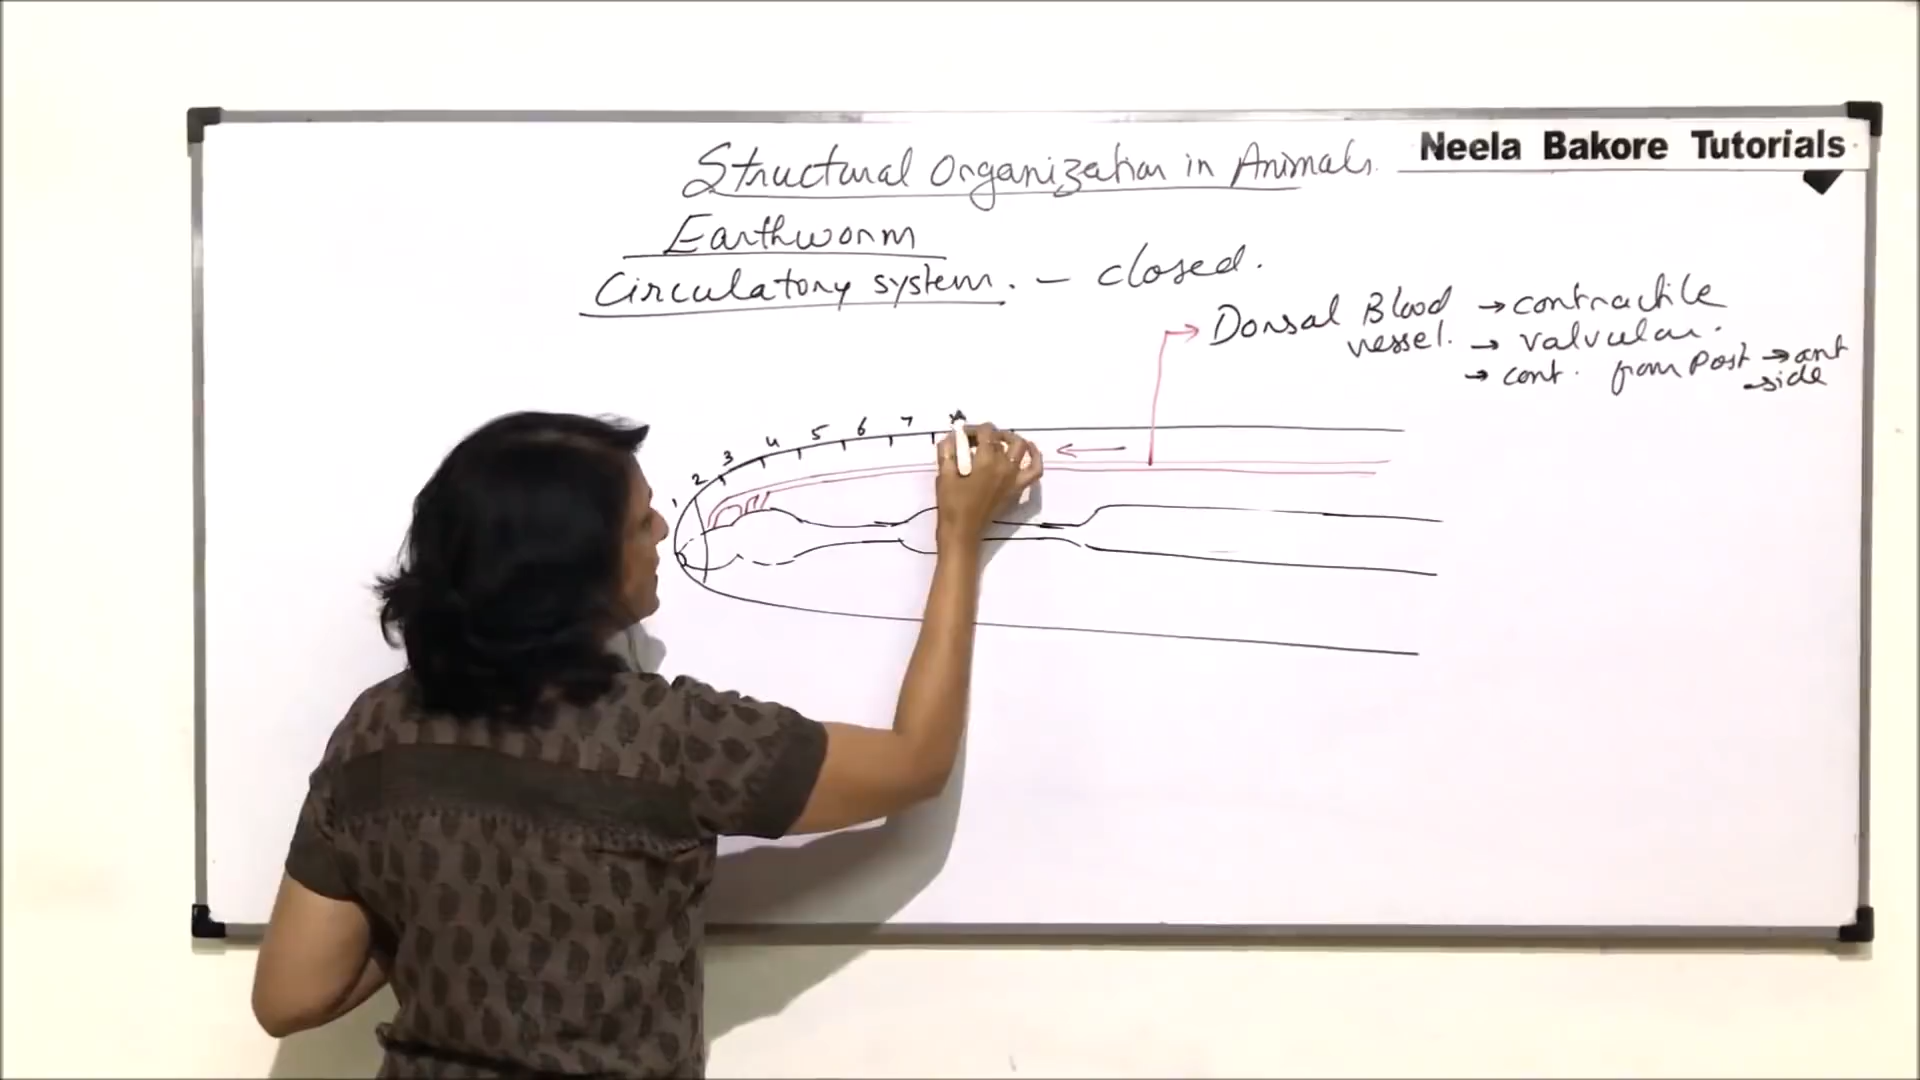 Neela Bakore Tutorials
Structural Organization in Animals.
Earthworm
Circulatory system. – closed.
Dorsal Blood vessel.
→ contractile
→ valvular.
→ cont. from Post → ant side
1 2 3 4 5 6 7